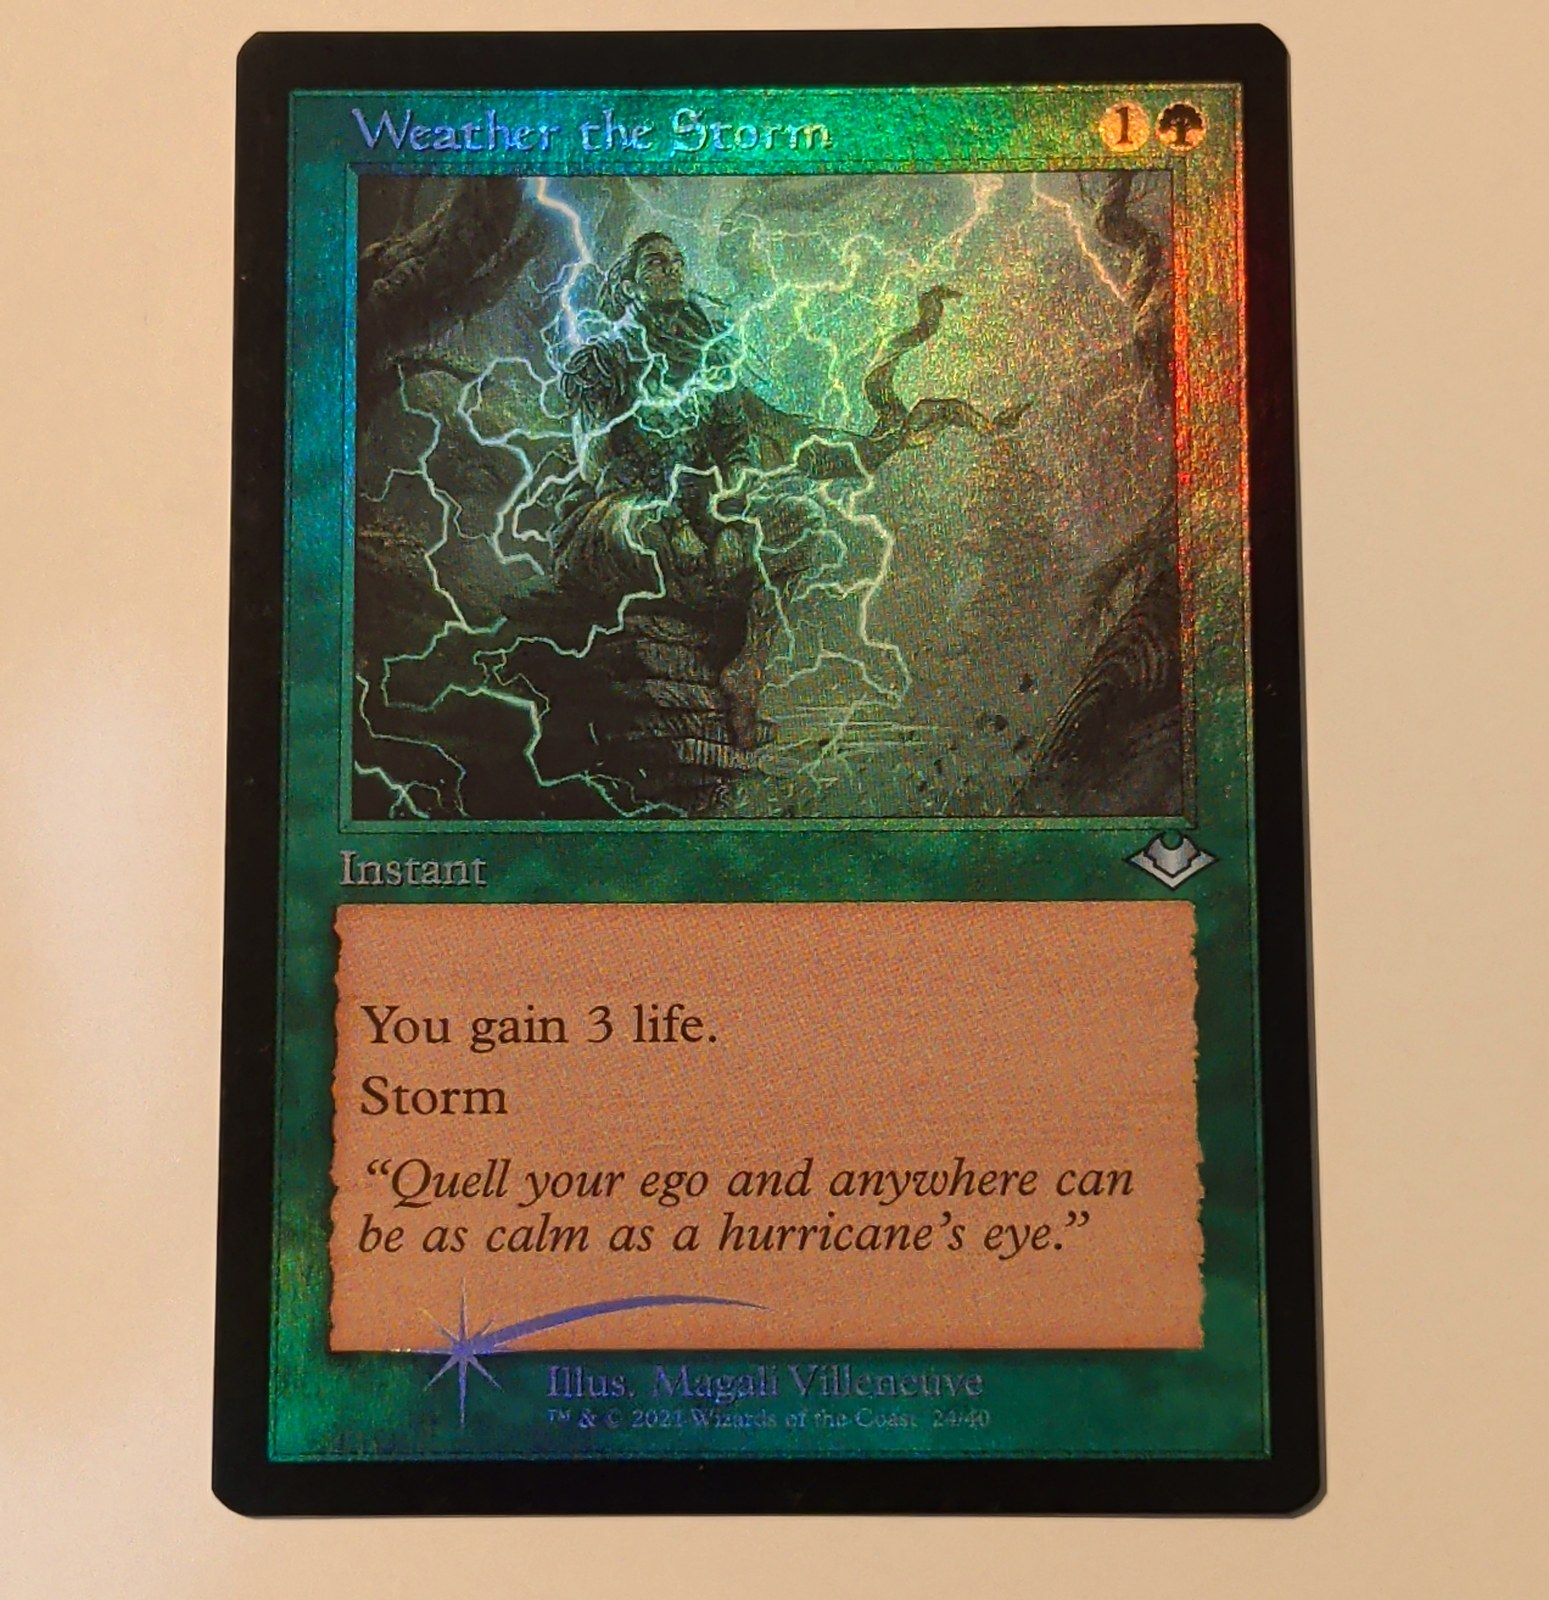 Weather the Storm 1
Instant
You gain 3 life.
Storm
“Quell your ego and anywhere can
be as calm as a hurricane’s eye.”
Illus. Magali Villeneuve
™ & © 2021 Wizards of the Coast 24/40